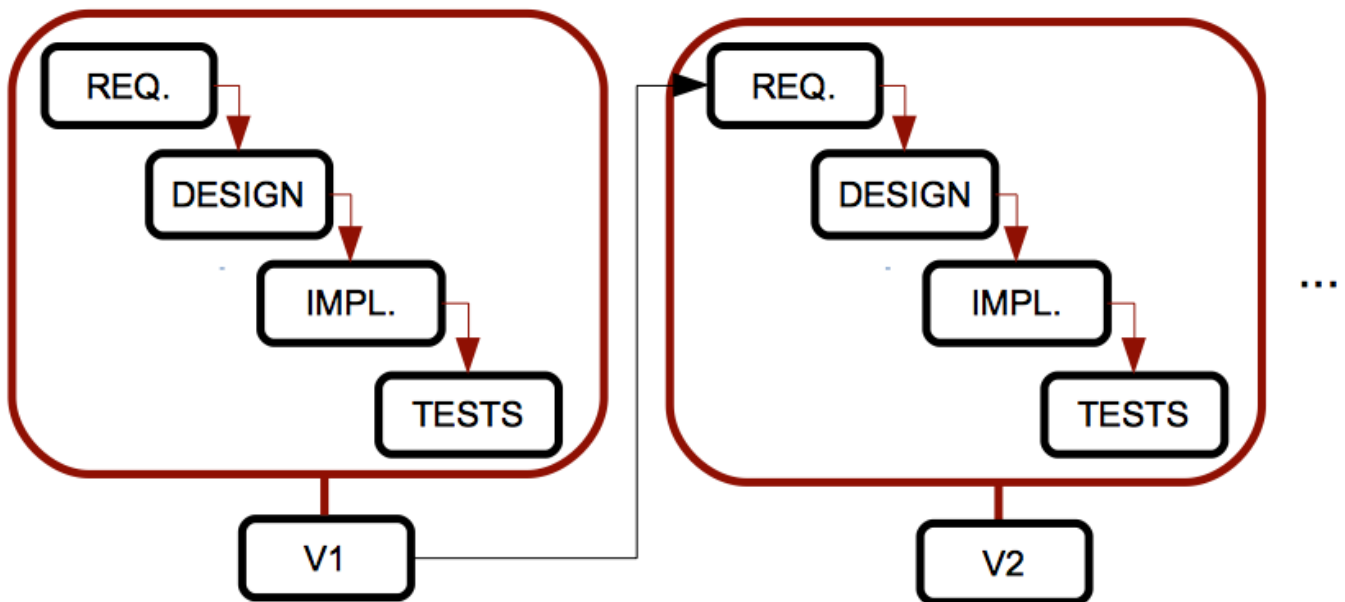 REQ.
DESIGN
IMPL.
TESTS
V1
REQ.
DESIGN
IMPL.
TESTS
V2
...